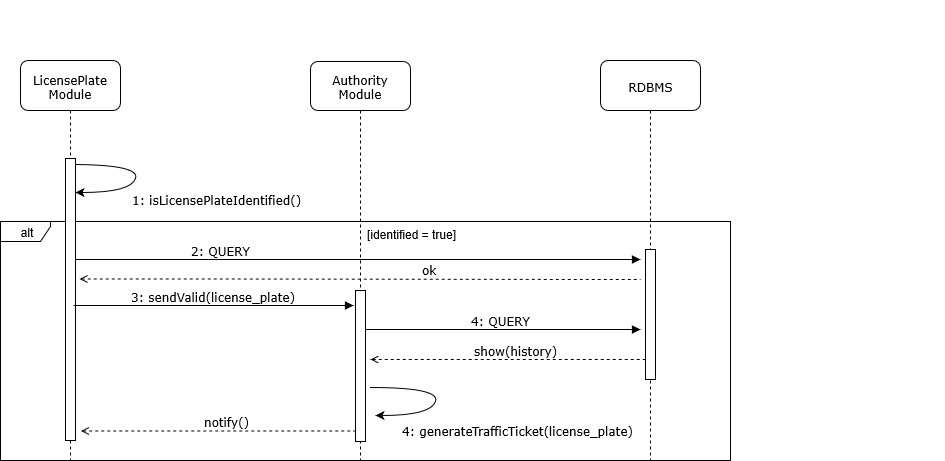 LicensePlate
Module
Authority
Module
RDBMS
1: isLicensePlateIdentified()
alt
[identified = true]
2: QUERY
ok
3: sendValid(license_plate)
4: QUERY
show(history)
notify()
4: generateTrafficTicket(license_plate)